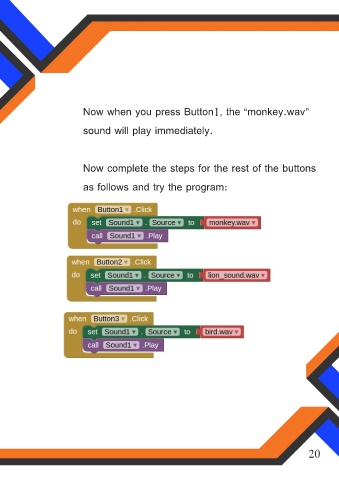 Now when you press Button1, the “monkey.wav”
sound will play immediately.
Now complete the steps for the rest of the buttons
as follows and try the program:
when Button1 .Click
do set Sound1 . Source to monkey.wav
call Sound1 .Play
when Button2 .Click
do set Sound1 . Source to lion_sound.wav
call Sound1 .Play
when Button3 .Click
do set Sound1 . Source to bird.wav
call Sound1 .Play
20